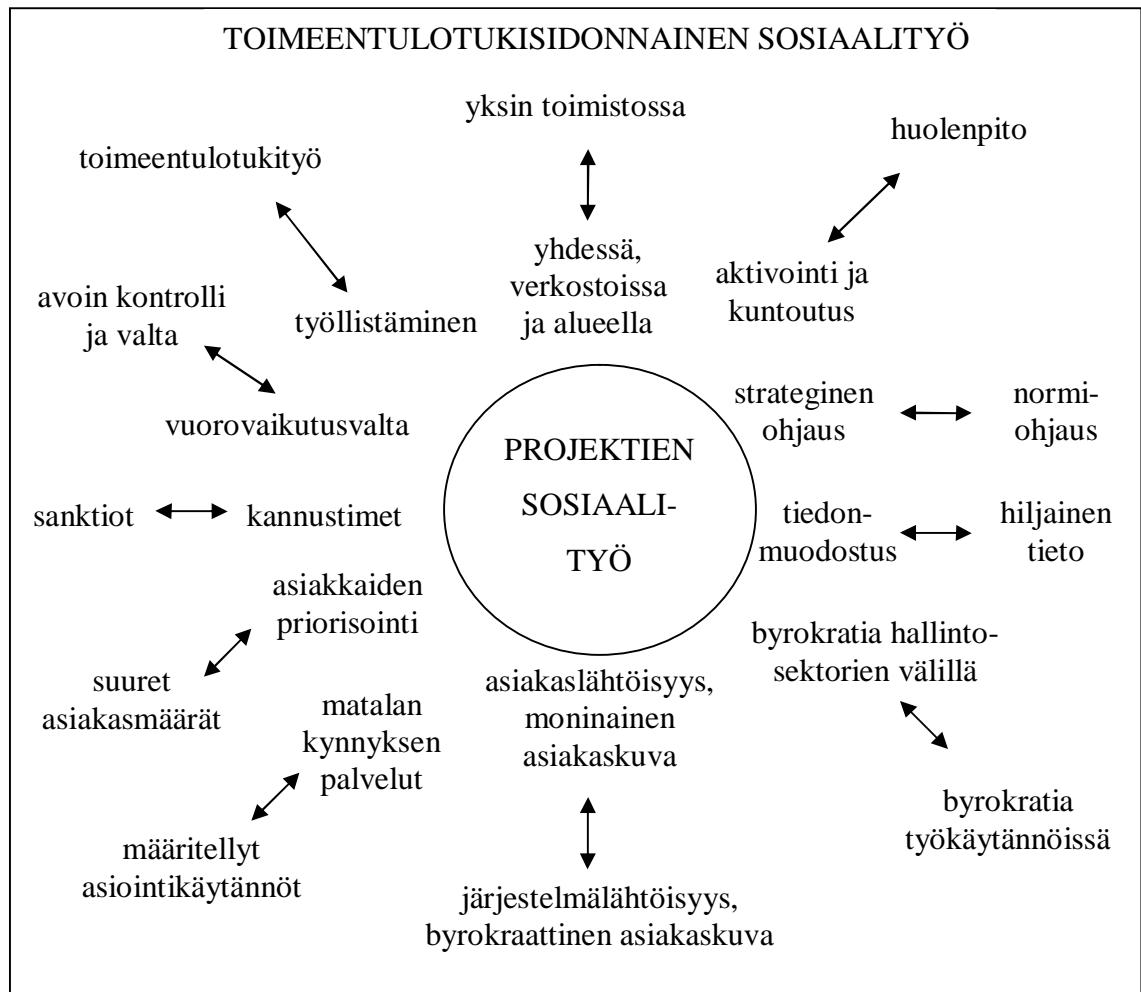 TOIMEENTULOTUKISIDONNAINEN SOSIAALITYÖ
yksin toimistossa
huolenpito
toimeentulotukityö
yhdessä,
verkostoissa
ja alueella
aktivointi ja
kuntoutus
avoin kontrolli
ja valta
työllistäminen
vuorovaikutusvalta
strateginen
ohjaus
normi-
ohjaus
PROJEKTIEN
SOSIAALI-
TYÖ
sanktiot
kannustimet
tiedon-
muodostus
hiljainen
tieto
asiakkaiden
priorisointi
suuret
asiakasmäärät
byrokratia hallinto-
sektorien välillä
asiakaslähtöisyys,
moninainen
asiakaskuva
matalan
kynnyksen
palvelut
byrokratia
työkäytännöissä
määritellyt
asiointikäytännöt
järjestelmälähtöisyys,
byrokraattinen asiakaskuva